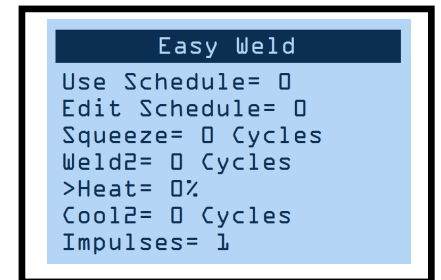 Easy Weld
Use Schedule= 0
Edit Schedule= 0
Squeeze= 0 Cycles
Weld2= 0 Cycles
>Heat= 0%
Cool2= 0 Cycles
Impulses= 1